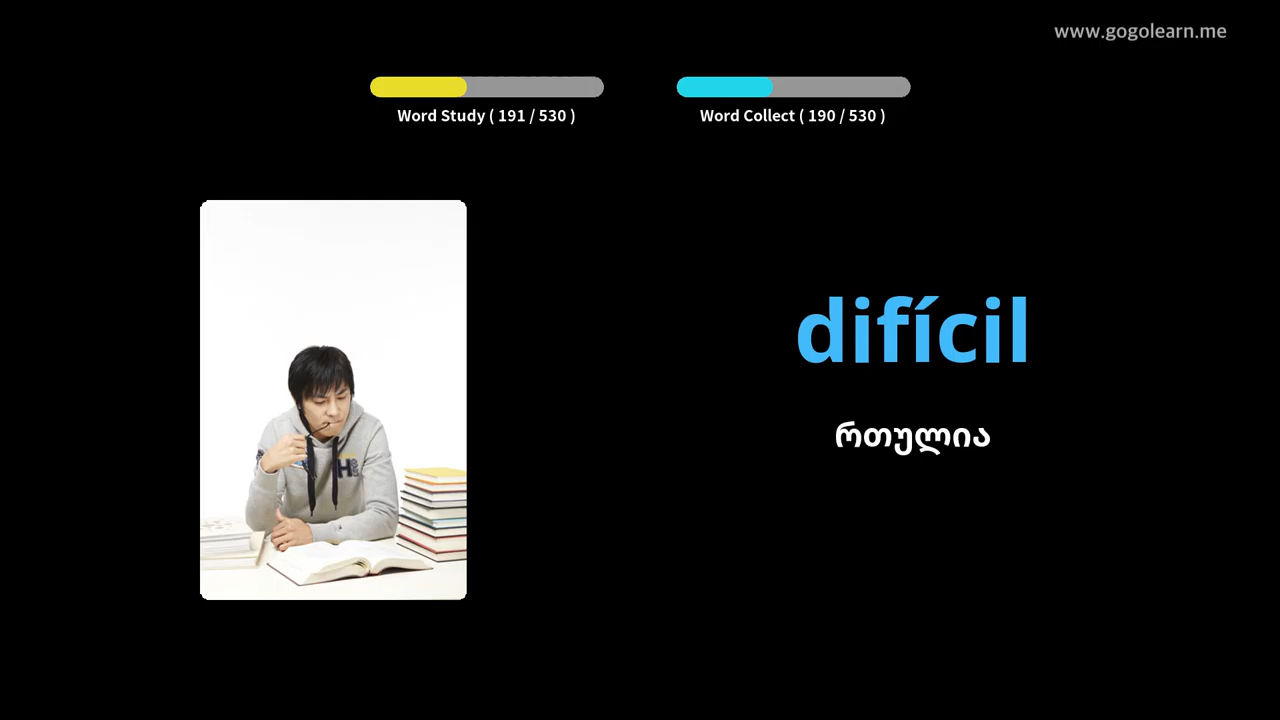 www.gogolearn.me
Word Study ( 191 / 530 )
Word Collect ( 190 / 530 )
difícil
რთულია
H